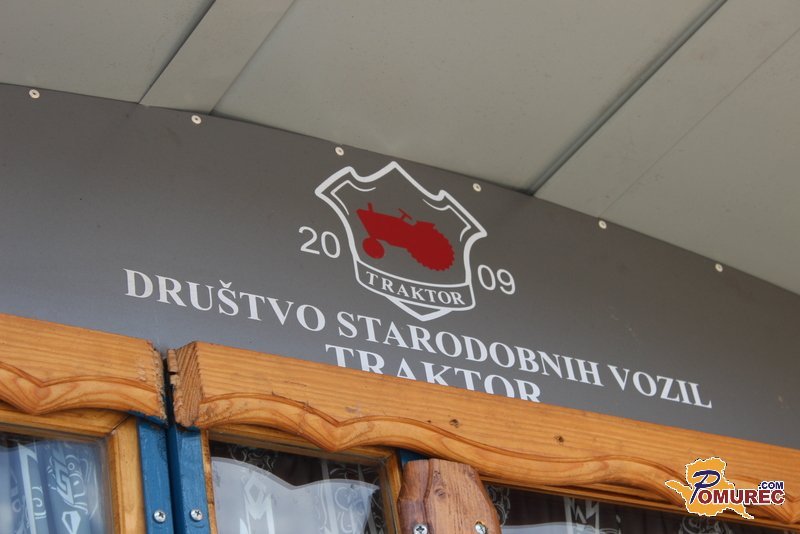 20 09
TRAKTOR
DRUŠTVO STARODOBNIH VOZIL
TRAKTOR
POMUREC.COM